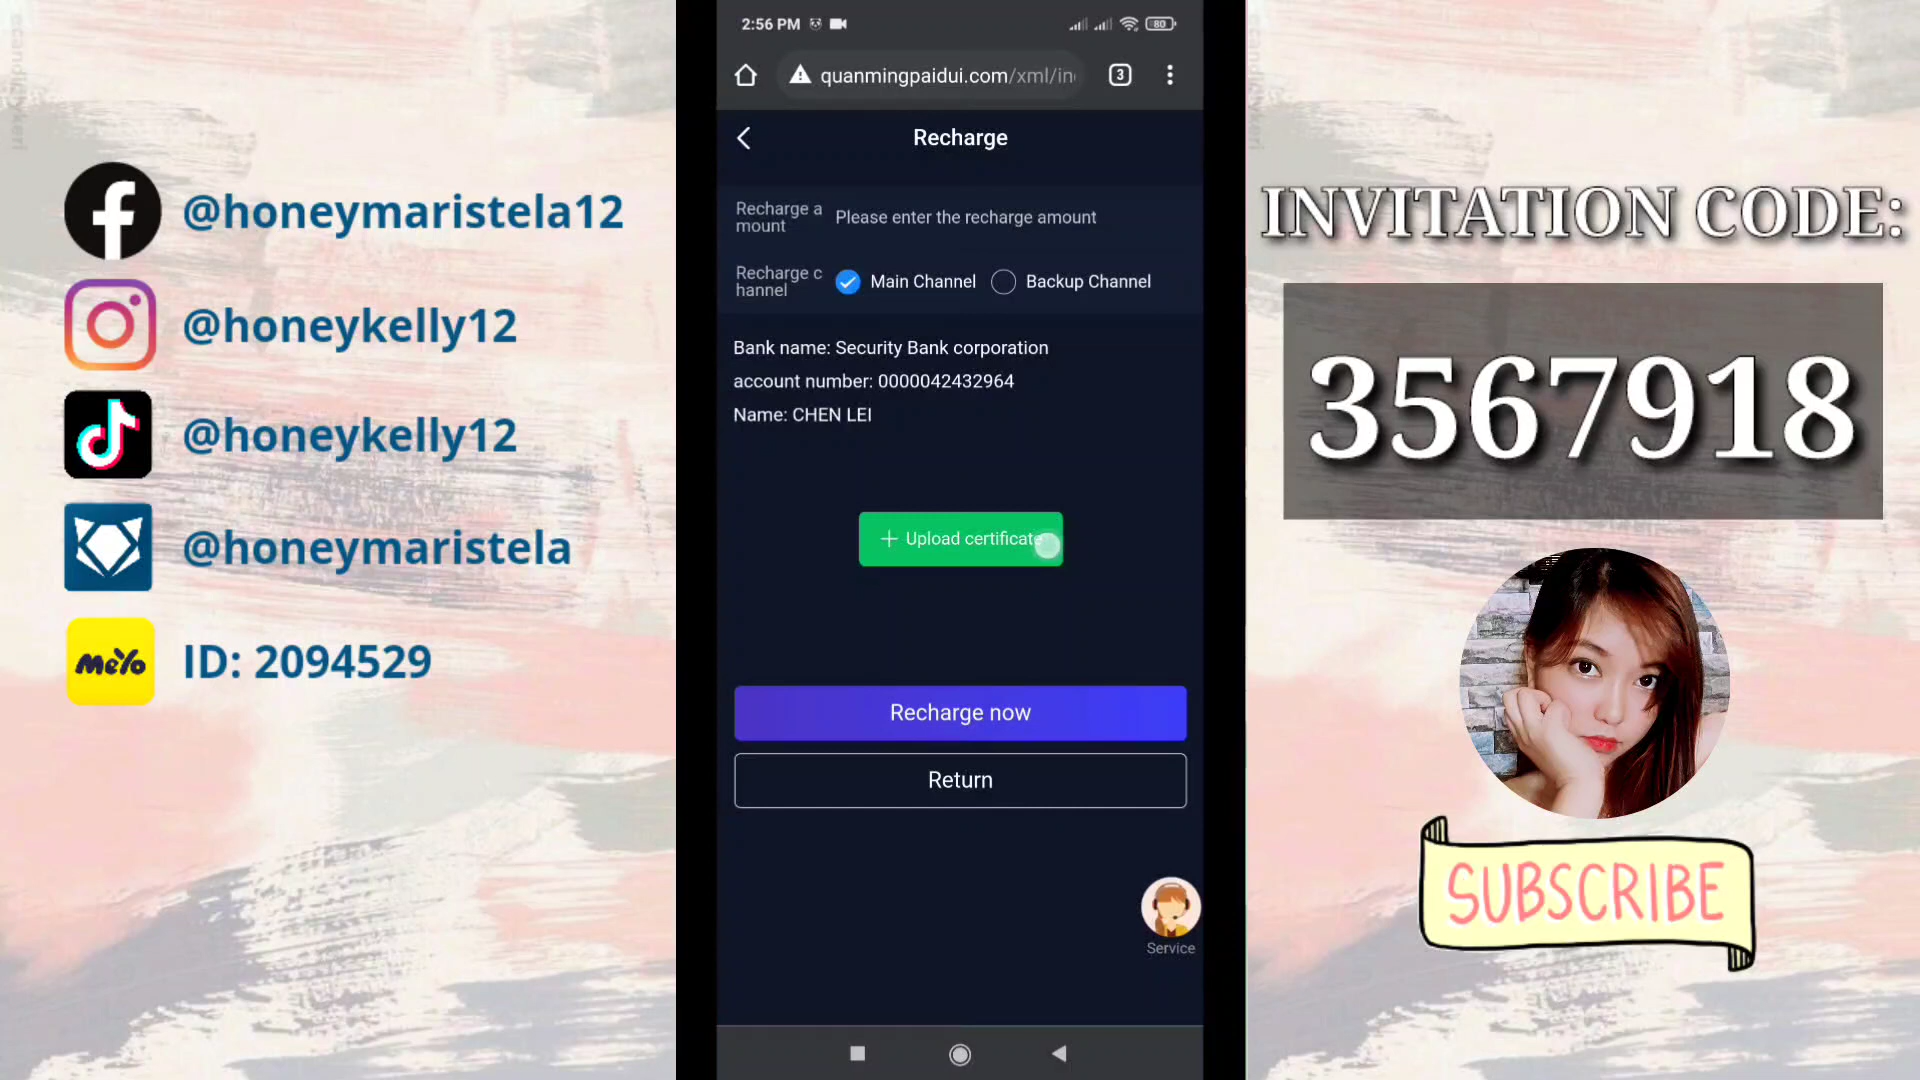 @honeymaristela12
@honeykelly12
@honeykelly12
@honeymaristela
MeYo
ID: 2094529
2:56 PM
80
quanmingpaidui.com/xml/in
3
Recharge
Recharge a
mount
Please enter the recharge amount
Recharge c
hannel
Main Channel
Backup Channel
Bank name: Security Bank corporation
account number: 0000042432964
Name: CHEN LEI
+ Upload certificate
Recharge now
Return
Service
INVITATION CODE:
3567918
SUBSCRIBE